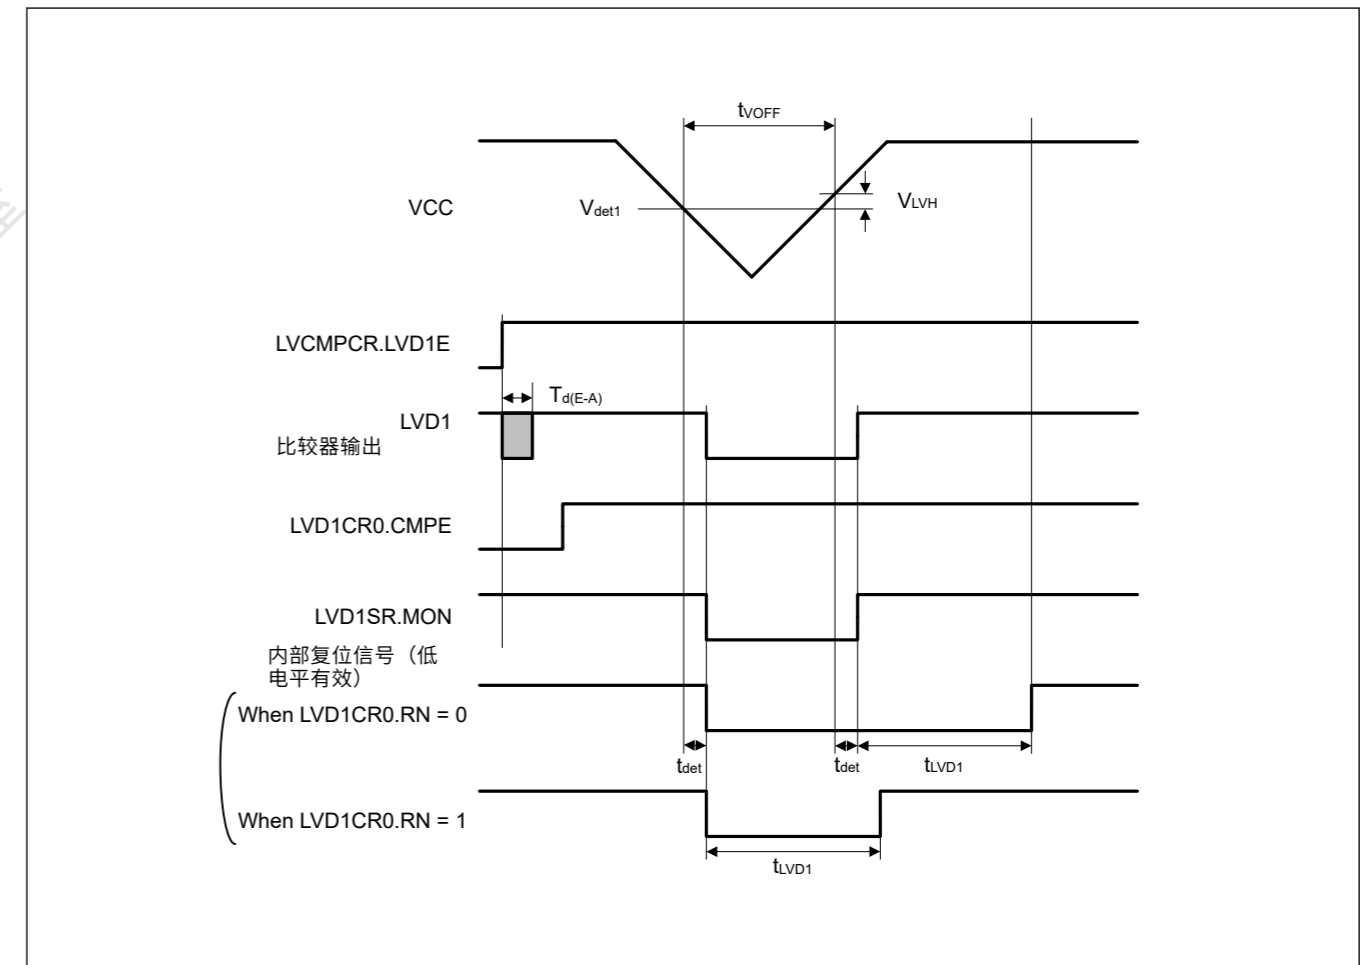 tVOFF
VCC
Vdet1
VLVH
LVCMPCR.LVD1E
Td(E-A)
LVD1
比较器输出
LVD1CR0.CMPE
LVD1SR.MON
内部复位信号（低
电平有效）
When LVD1CR0.RN = 0
tdet
tdet
tLVD1
When LVD1CR0.RN = 1
tLVD1